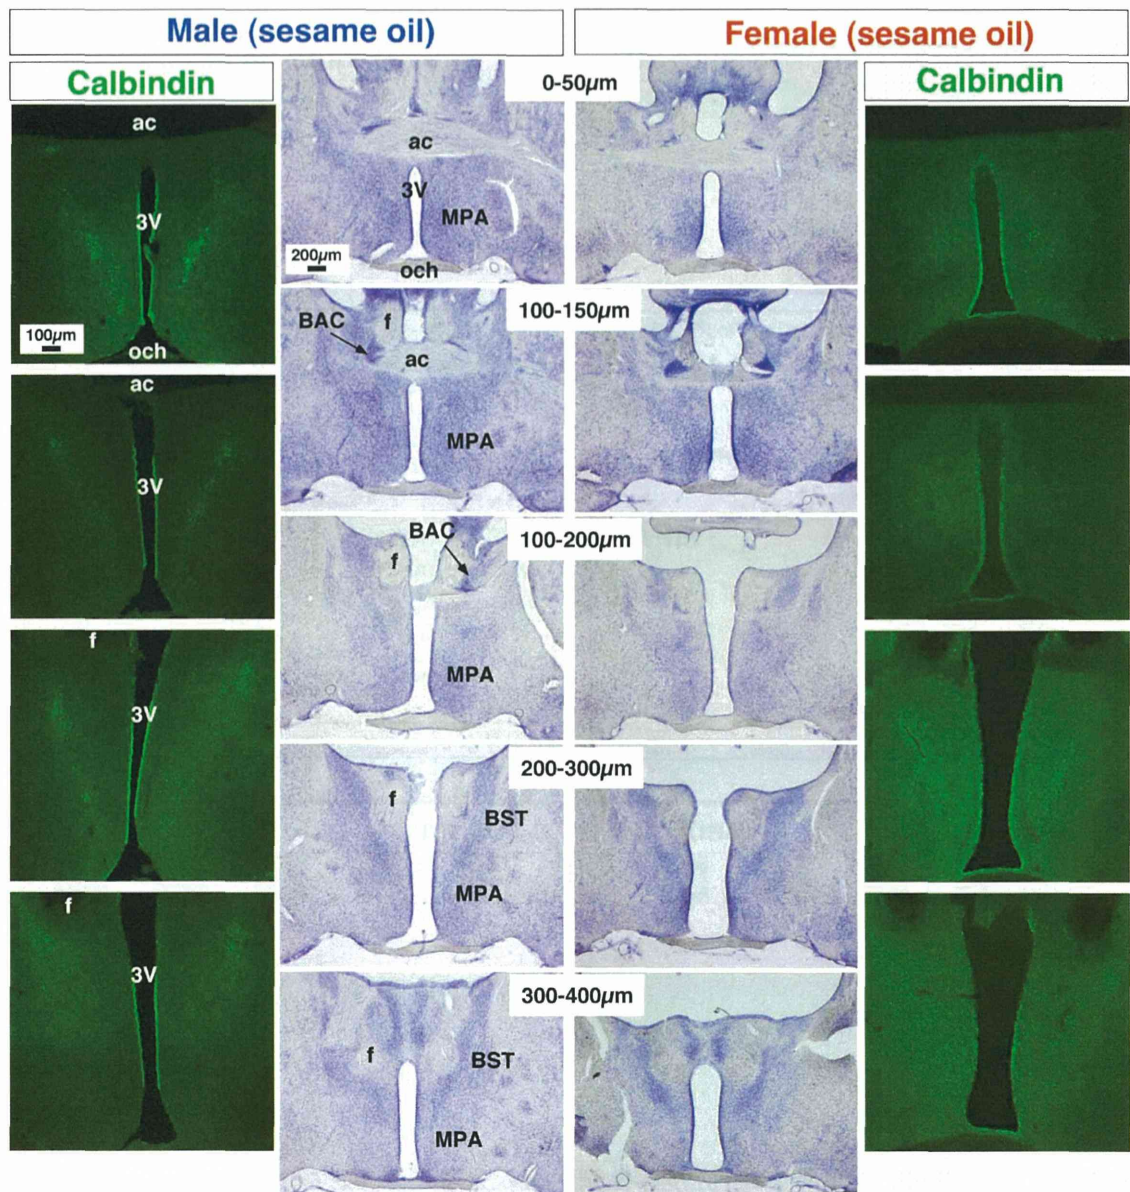 Male (sesame oil)
Female (sesame oil)
Calbindin
0-50µm
Calbindin
ac
3V
100µm
och
ac
3V
MPA
200µm
och
100-150µm
BAC
f
ac
MPA
ac
3V
100-200µm
BAC
f
MPA
f
3V
200-300µm
f
BST
MPA
f
3V
300-400µm
f
BST
MPA